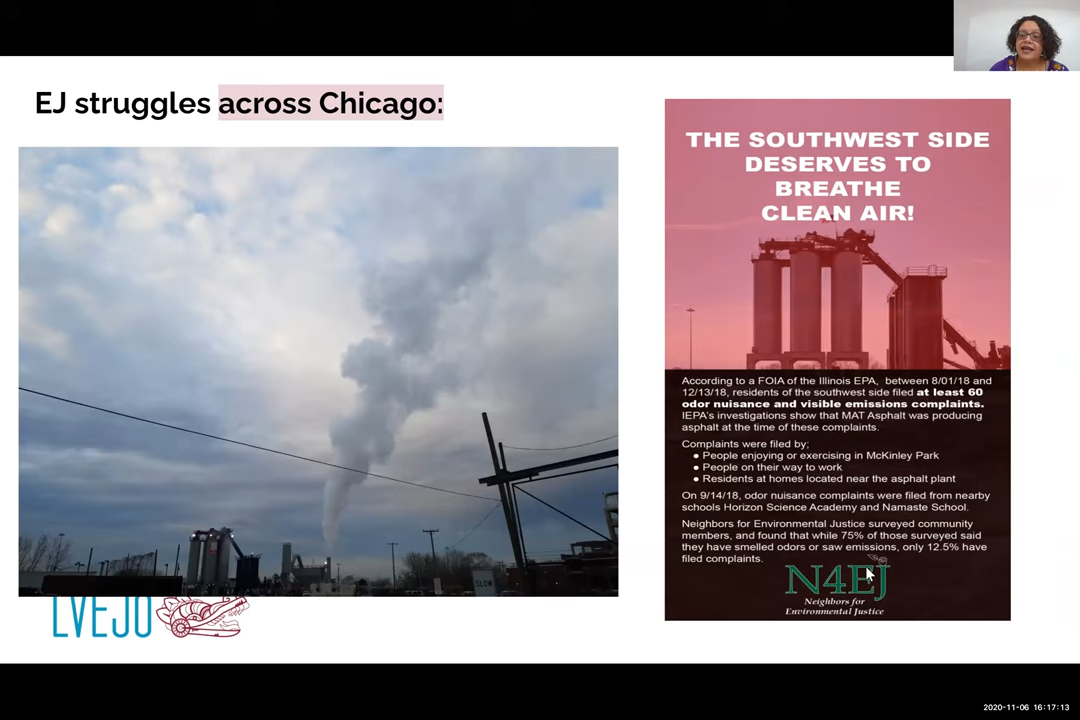 EJ struggles across Chicago:
THE SOUTHWEST SIDE
DESERVES TO
BREATHE
CLEAN AIR!
According to a FOIA of the Illinois EPA, between 8/01/18 and
12/13/18, residents of the southwest side filed at least 60
odor nuisance and visible emissions complaints.
IEPA's investigations show that MAT Asphalt was producing
asphalt at the time of these complaints.
Complaints were filed by;
● People enjoying or exercising in McKinley Park
● People on their way to work
● Residents at homes located near the asphalt plant
On 9/14/18, odor nuisance complaints were filed from nearby
schools Horizon Science Academy and Namaste School.
Neighbors for Environmental Justice surveyed community
members, and found that while 75% of those surveyed said
they have smelled odors or saw emissions, only 12.5% have
filed complaints.
N4EJ
Neighbors for
Environmental Justice
SLOW
LVEJO
2020-11-06 16:17:13